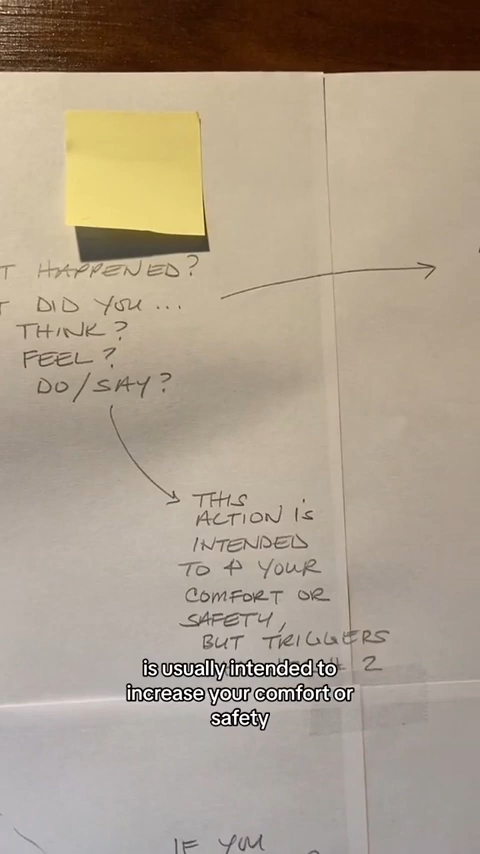 T HAPPENED?
T DID YOU...
THINK?
FEEL?
DO/SAY?
THIS
ACTION IS
INTENDED
TO ↑ YOUR
COMFORT OR
SAFETY,
BUT TRIGGERS
# 2
is usually intended to
increase your comfort or
safety
IF YOU